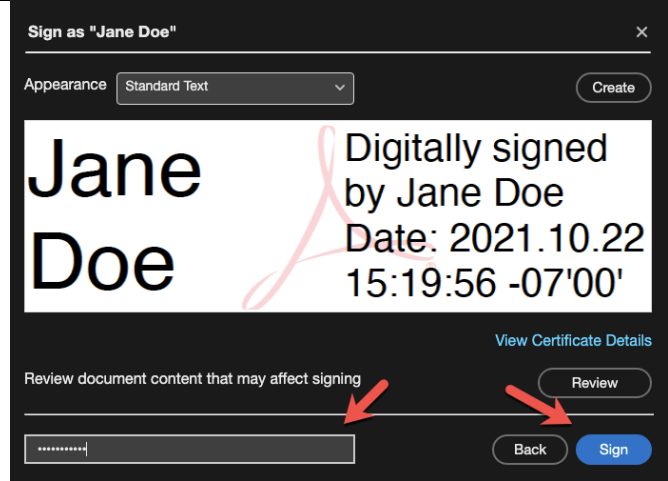 Sign as "Jane Doe"
×
Appearance Standard Text
Create
Jane
Doe
Digitally signed
by Jane Doe
Date: 2021.10.22
15:19:56 -07'00'
View Certificate Details
Review document content that may affect signing
Review
•••••••••••
Back
Sign